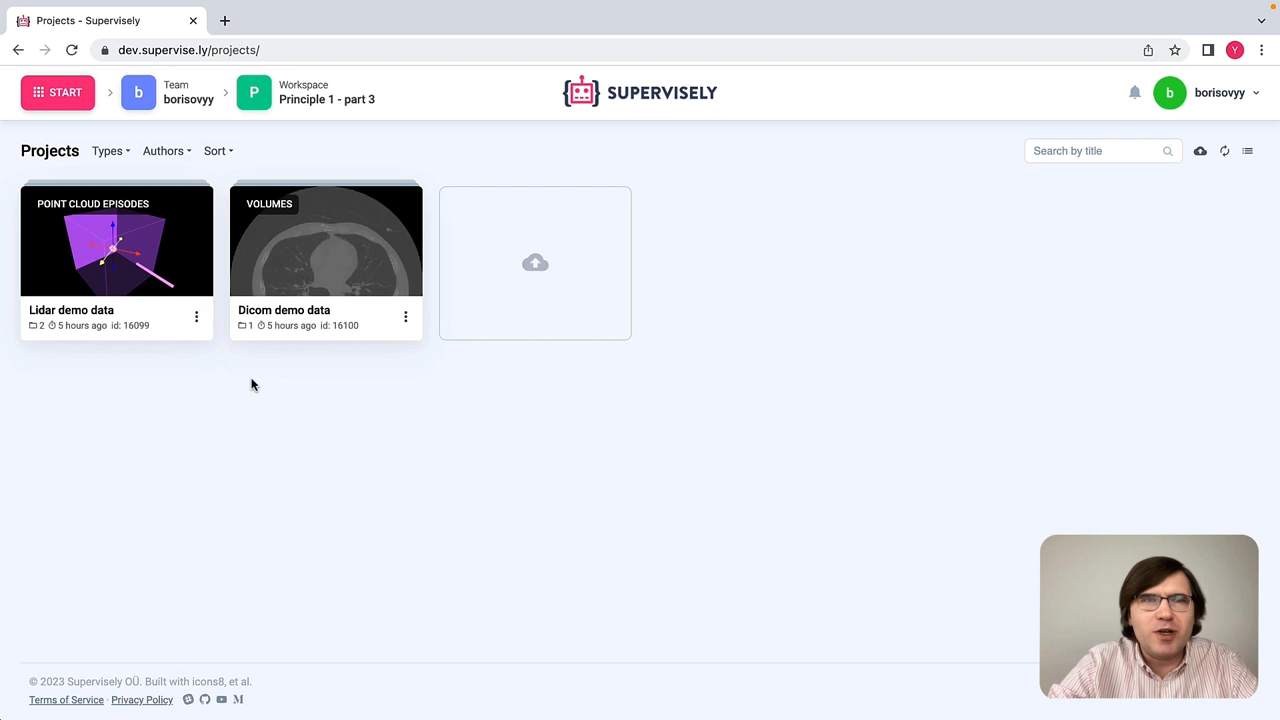 Projects - Supervisely
dev.supervise.ly/projects/
Y
START
b
Team
borisovyy
P
Workspace
Principle 1 - part 3
SUPERVISELY
b
borisovyy
Projects
Types
Authors
Sort
Search by title
POINT CLOUD EPISODES
Lidar demo data
2 5 hours ago id: 16099
VOLUMES
Dicom demo data
1 5 hours ago id: 16100
© 2023 Supervisely OÜ. Built with icons8, et al.
Terms of Service · Privacy Policy